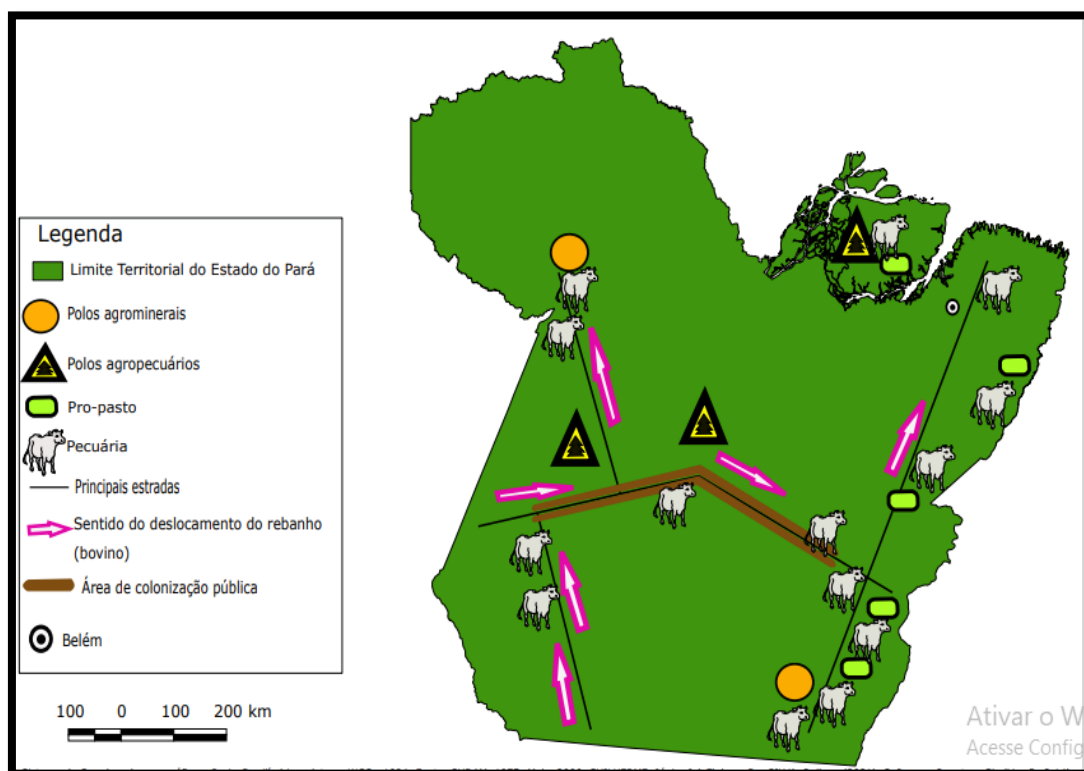 Legenda
Limite Territorial do Estado do Pará
Polos agrominerais
Polos agropecuários
Pro-pasto
Pecuária
Principais estradas
Sentido do deslocamento do rebanho
(bovino)
Área de colonização pública
Belém
100 0 100 200 km
Ativar o W
Acesse Config